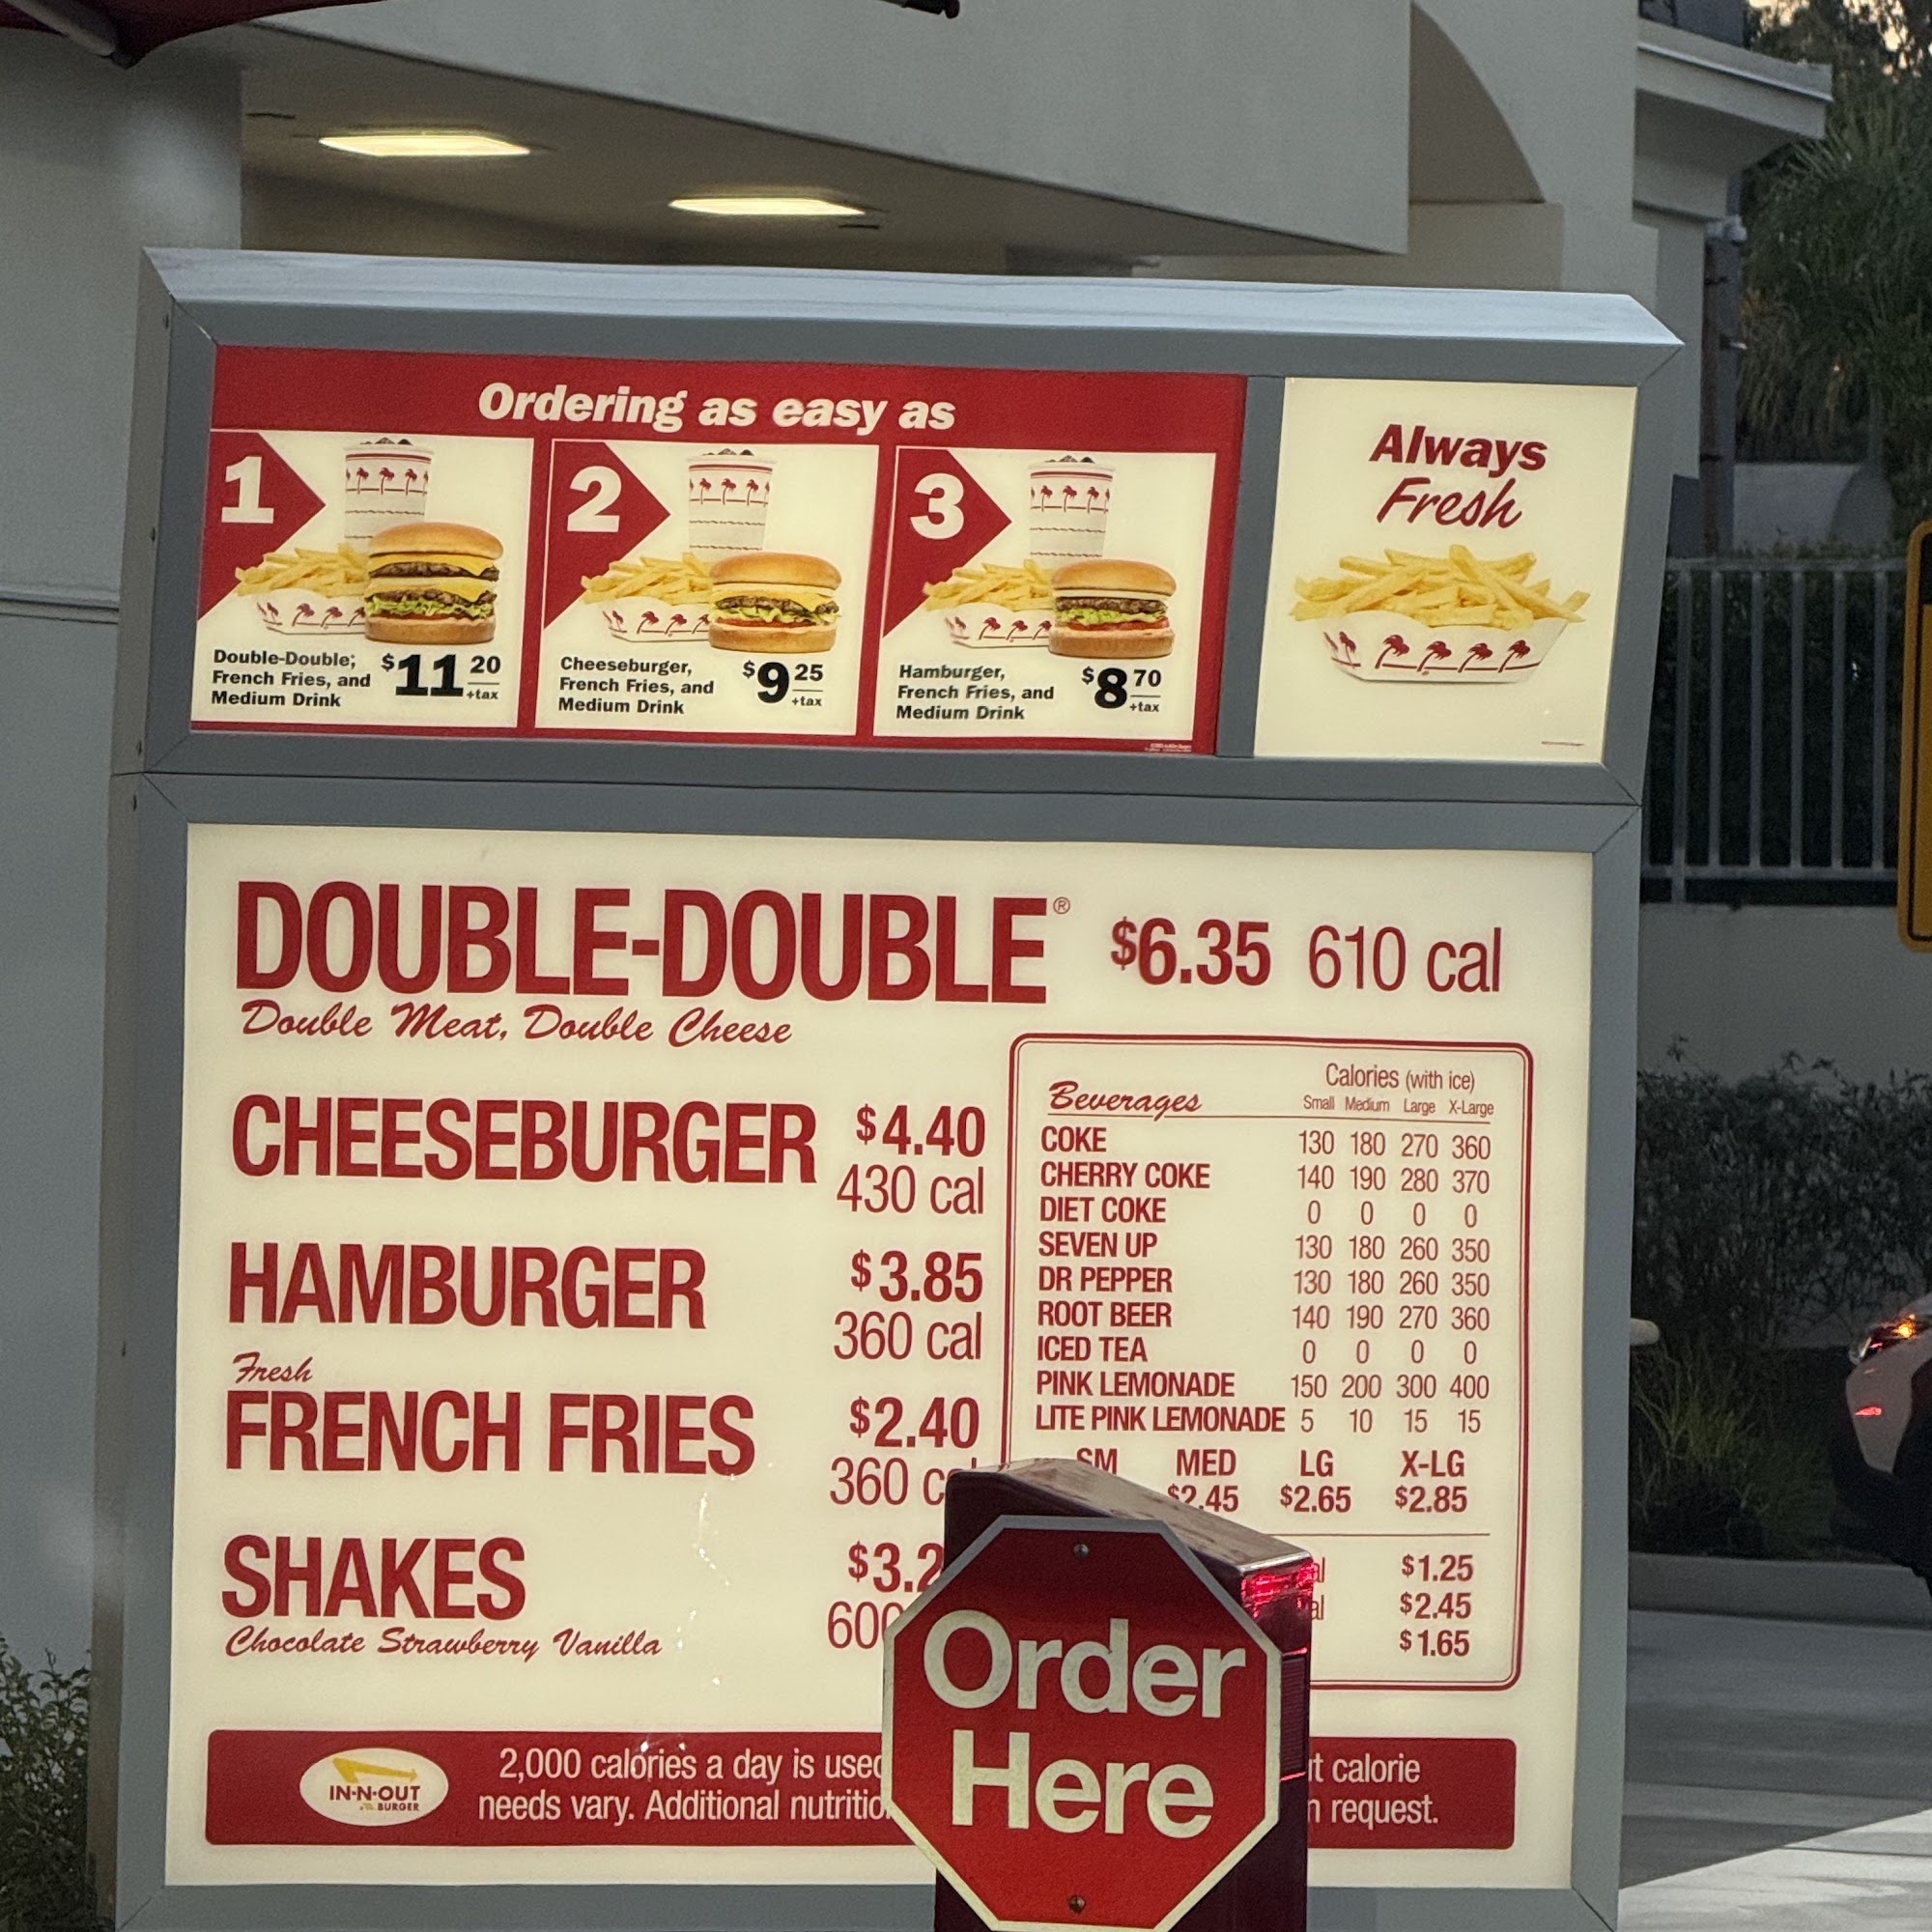 Ordering as easy as
1
Double-Double;
French Fries, and
Medium Drink
$11 20
+tax
2
Cheeseburger,
French Fries, and
Medium Drink
$9 25
+tax
3
Hamburger,
French Fries, and
Medium Drink
$8 70
+tax
Always
Fresh
DOUBLE-DOUBLE® $6.35 610 cal
Double Meat, Double Cheese
CHEESEBURGER $4.40
430 cal
HAMBURGER $3.85
360 cal
Fresh
FRENCH FRIES $2.40
360
SHAKES
Chocolate Strawberry Vanilla
Calories (with ice)
Beverages Small Medium Large X-Large
COKE 130 180 270 360
CHERRY COKE 140 190 280 370
DIET COKE 0 0 0 0
SEVEN UP 130 180 260 350
DR PEPPER 130 180 260 350
ROOT BEER 140 190 270 360
ICED TEA 0 0 0 0
PINK LEMONADE 150 200 300 400
LITE PINK LEMONADE 5 10 15 15
SM MED LG X-LG
$2.45 $2.65 $2.85
$1.25
$2.45
$1.65
IN-N-OUT
BURGER
2,000 calories a day is used
calorie
needs vary. Additional
request.
Order
Here